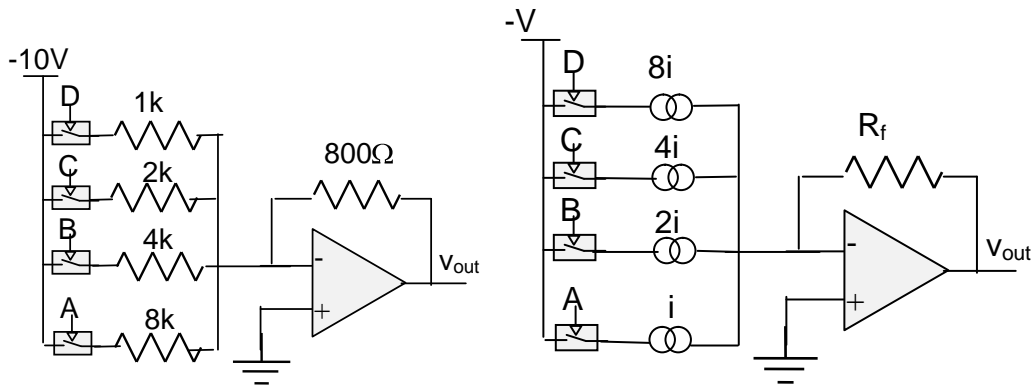 -10V
D
1k
C
2k
B
4k
A
8k
800Ω
-
+
vout
-V
D
8i
C
4i
B
2i
A
i
Rf
-
+
vout